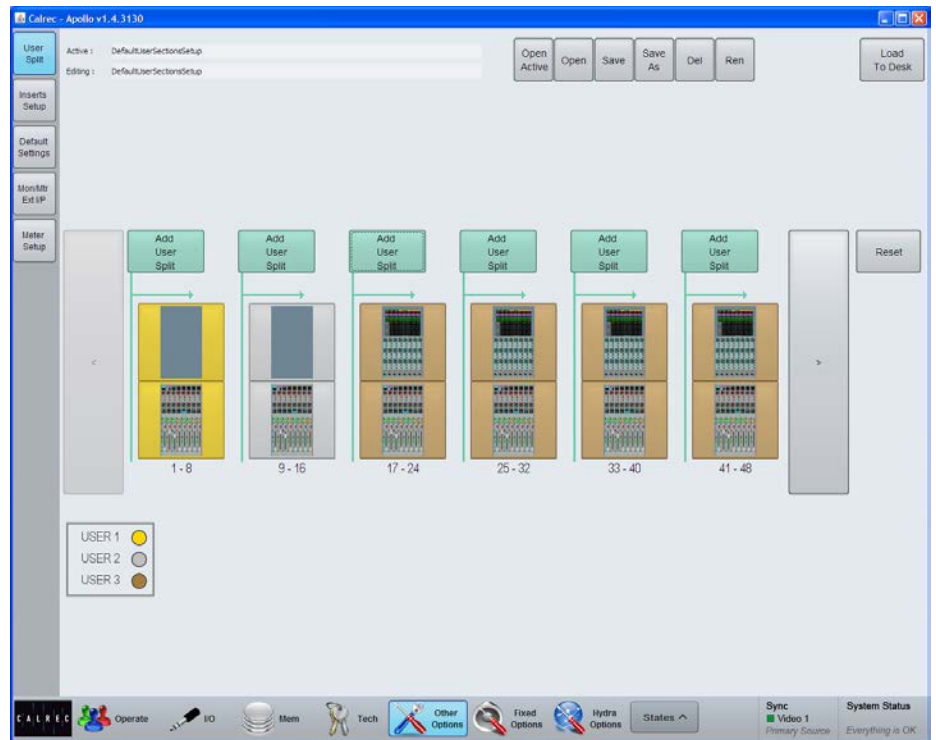 Calrec - Apollo v1.4.3130
User
Split
Inserts
Setup
Default
Settings
Mon/Mtr
Ext I/P
Meter
Setup
Active : DefaultUserSectionsSetup
Editing : DefaultUserSectionsSetup
Open
Active
Open
Save
Save
As
Del
Ren
Load
To Desk
Add
User
Split
Add
User
Split
Add
User
Split
Add
User
Split
Add
User
Split
Add
User
Split
Reset
<
>
1 - 8
9 - 16
17 - 24
25 - 32
33 - 40
41 - 48
USER 1
USER 2
USER 3
CALREC
Operate
I/O
Mem
Tech
Other
Options
Fixed
Options
Hydra
Options
States ^
Sync
Video 1
Primary Source
System Status
Everything is OK